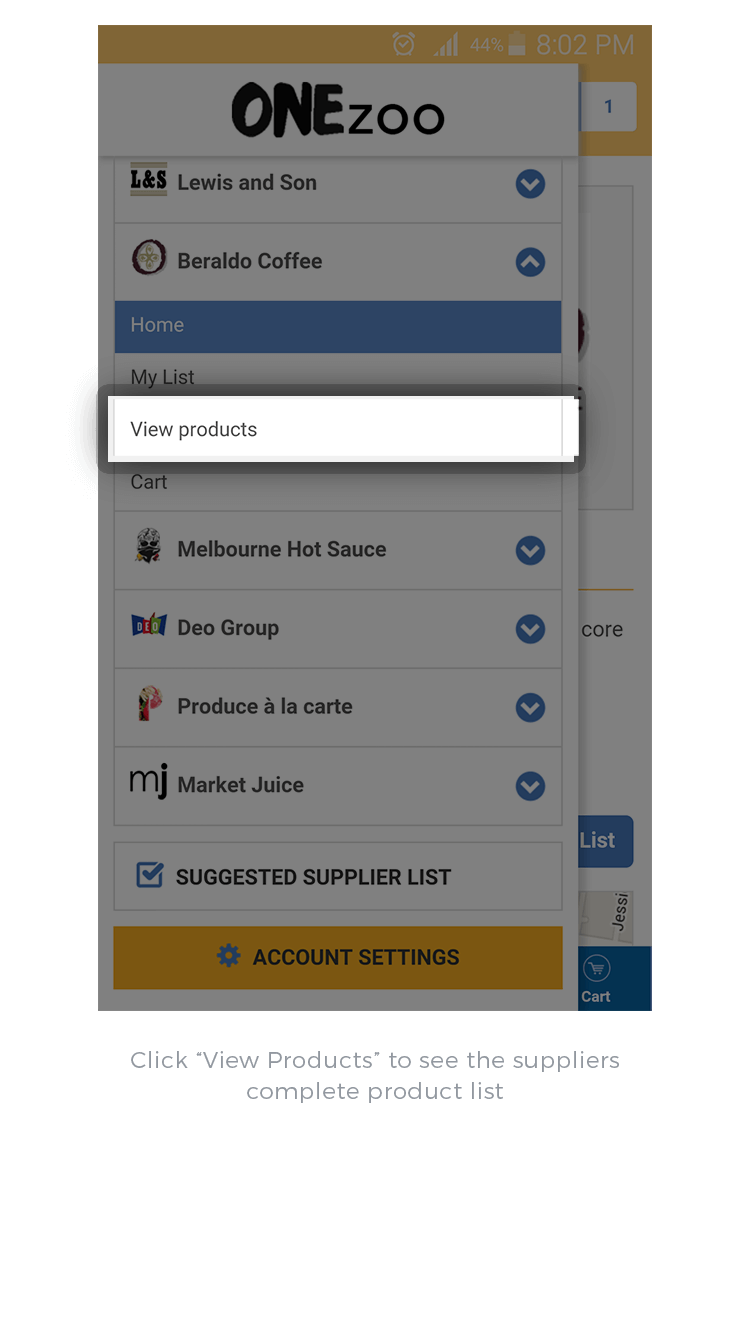 44% 8:02 PM
ONEzoo
1
L&S Lewis and Son
Beraldo Coffee
Home
My List
View products
Cart
Melbourne Hot Sauce
DEO Deo Group
core
Produce à la carte
mj Market Juice
List
SUGGESTED SUPPLIER LIST
Jessi
ACCOUNT SETTINGS
Cart
Click “View Products” to see the suppliers
complete product list